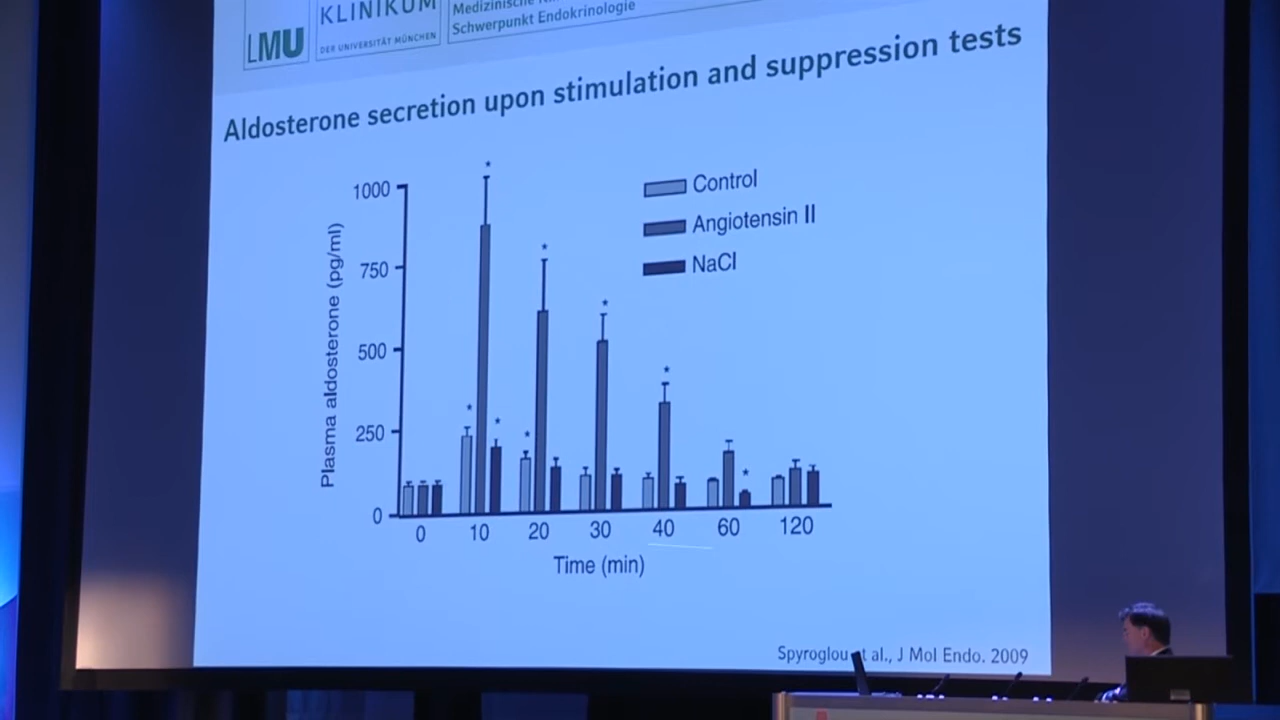 LMU
KLINIKUM
DER UNIVERSITÄT MÜNCHEN
Medizinische
Schwerpunkt Endokrinologie
Aldosterone secretion upon stimulation and suppression tests
Plasma aldosterone (pg/ml)
1000
750
500
250
0
* * * * * * * * *
Control
Angiotensin II
NaCl
0 10 20 30 40 60 120
Time (min)
Spyroglou et al., J Mol Endo. 2009